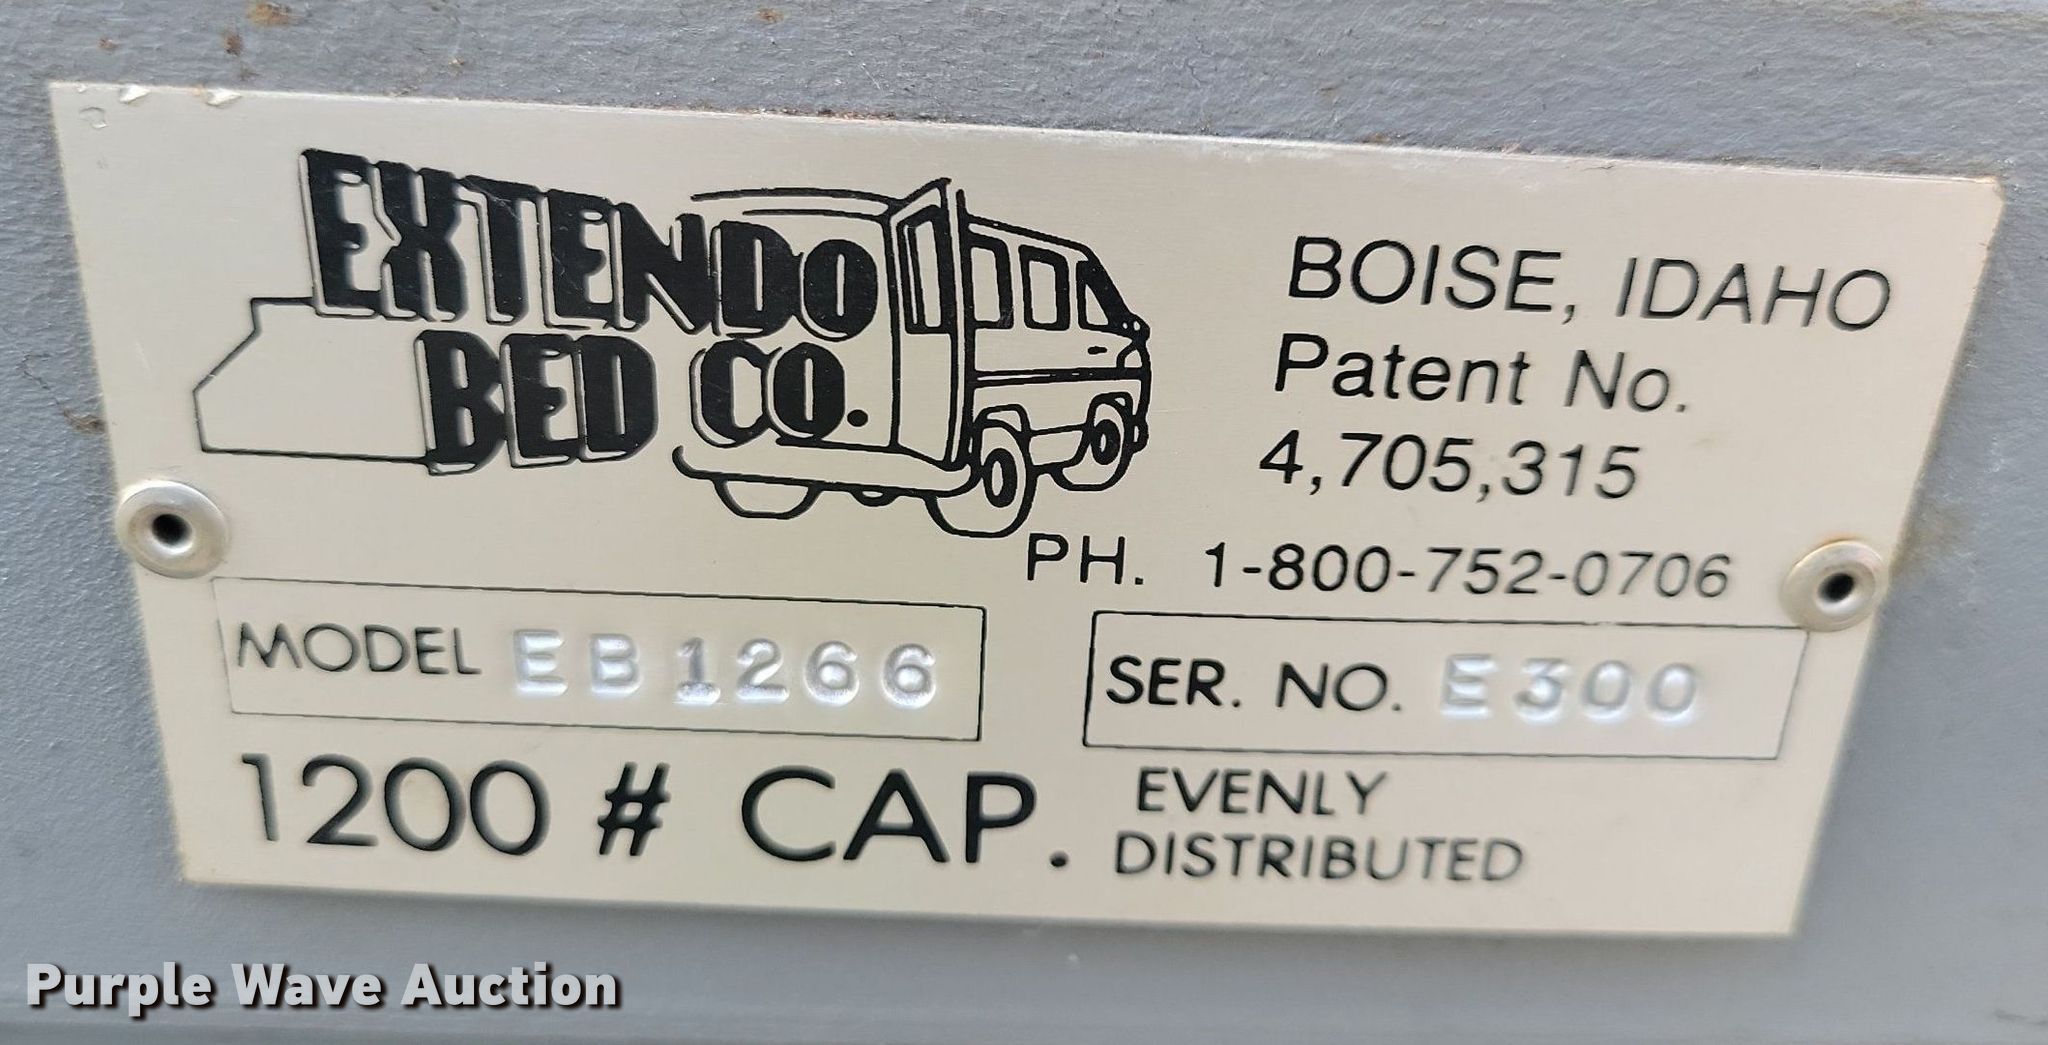 EXTENDO
BED CO.
BOISE, IDAHO
Patent No.
4,705,315
PH. 1-800-752-0706
MODEL EB1266
SER. NO. E300
1200 # CAP. EVENLY
DISTRIBUTED
Purple Wave Auction